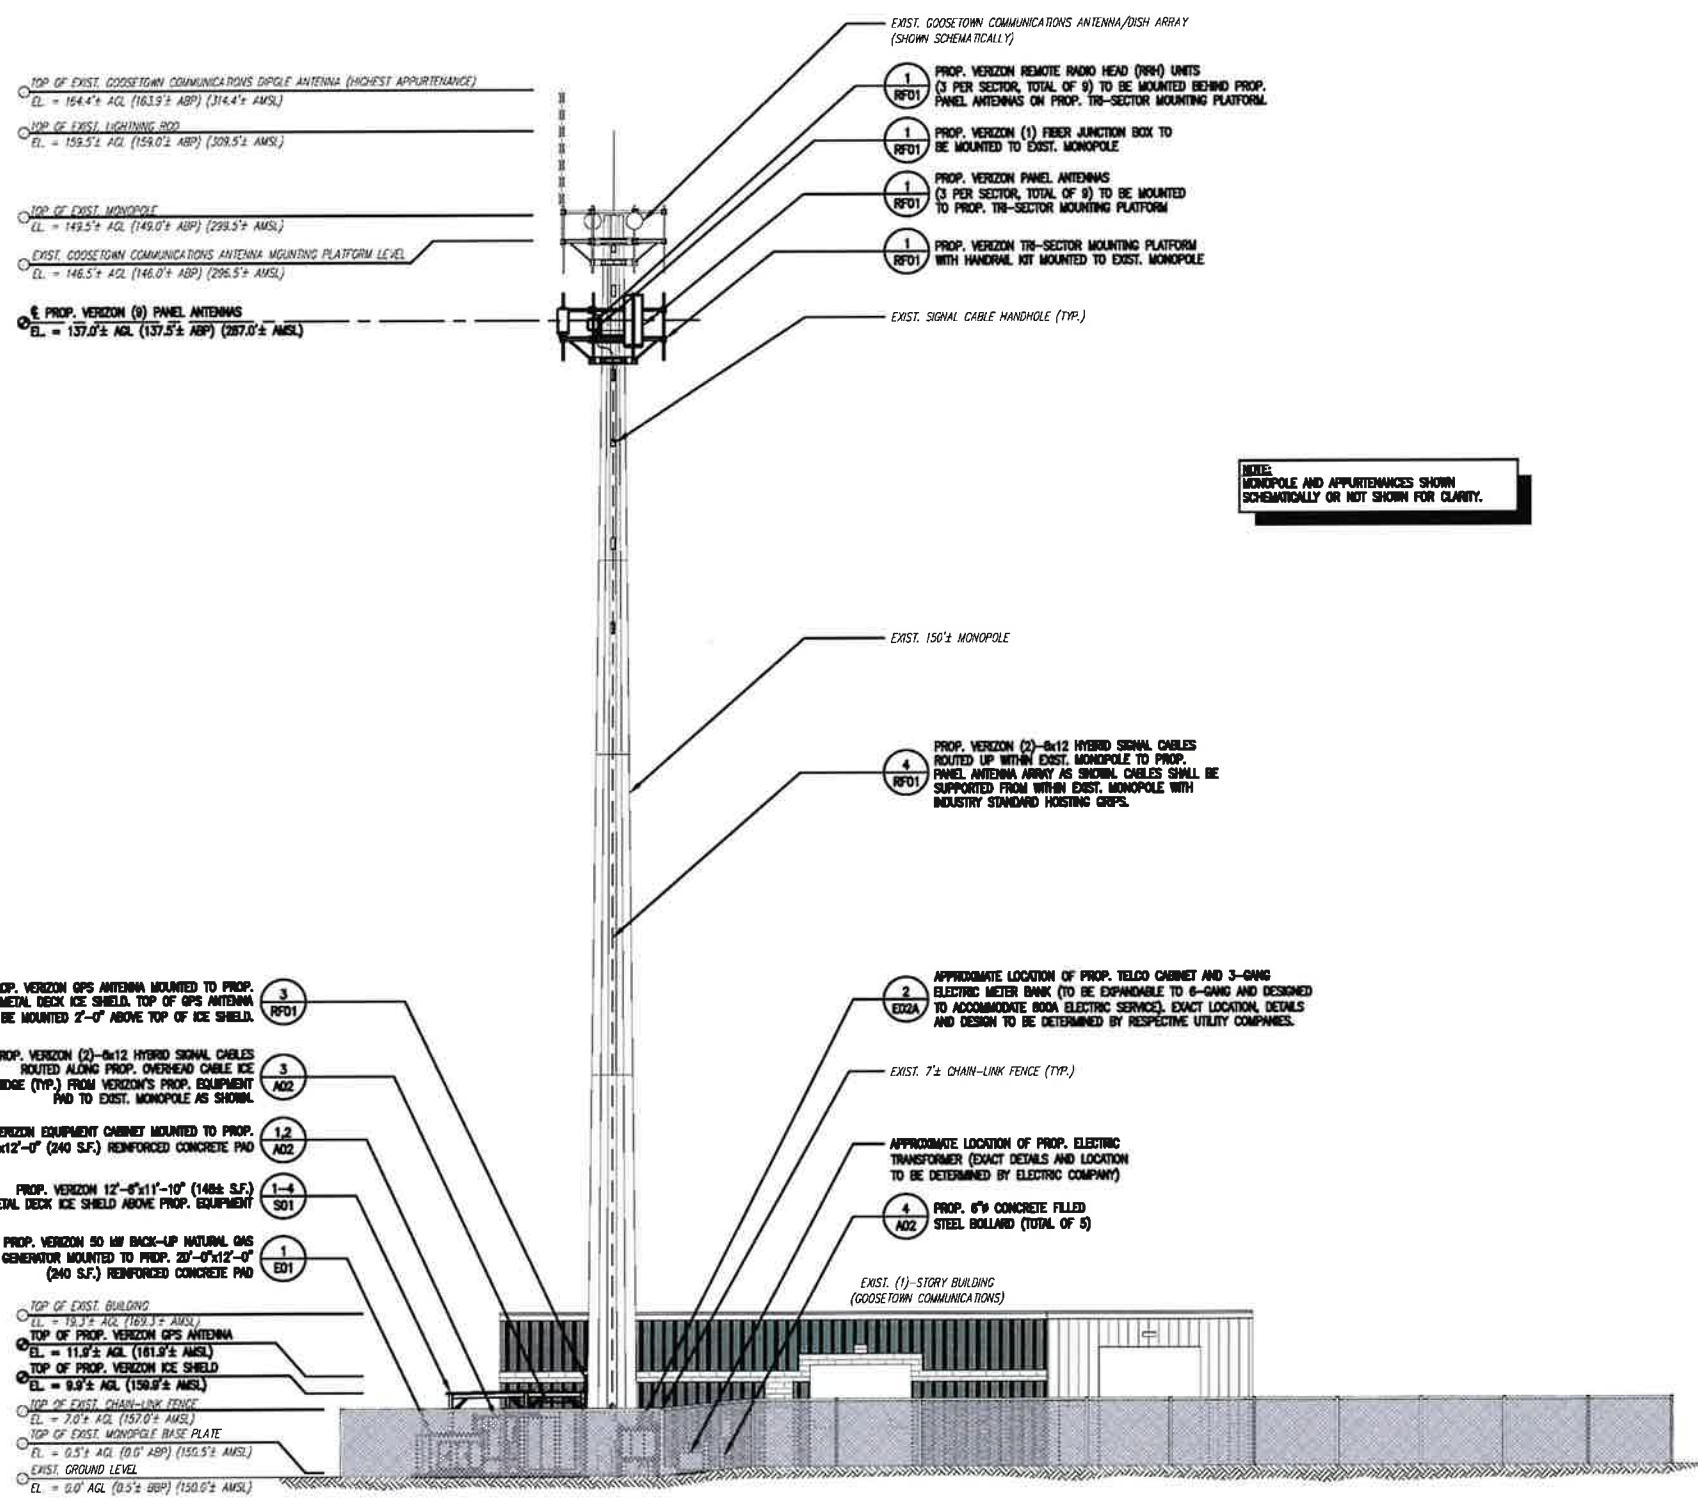 EXIST. GOOSETOWN COMMUNICATIONS ANTENNA/DISH ARRAY
(SHOWN SCHEMATICALLY)
1
RF01
PROP. VERIZON REMOTE RADIO HEAD (RRH) UNITS
(3 PER SECTOR, TOTAL OF 9) TO BE MOUNTED BEHIND PROP.
PANEL ANTENNAS ON PROP. TRI-SECTOR MOUNTING PLATFORM.
1
RF01
PROP. VERIZON (1) FIBER JUNCTION BOX TO
BE MOUNTED TO EXIST. MONOPOLE
1
RF01
PROP. VERIZON PANEL ANTENNAS
(3 PER SECTOR, TOTAL OF 9) TO BE MOUNTED
TO PROP. TRI-SECTOR MOUNTING PLATFORM
1
RF01
PROP. VERIZON TRI-SECTOR MOUNTING PLATFORM
WITH HANDRAIL KIT MOUNTED TO EXIST. MONOPOLE
EXIST. SIGNAL CABLE HANDHOLE (TYP.)
TOP OF EXIST. GOOSETOWN COMMUNICATIONS DIPOLE ANTENNA (HIGHEST APPURTENANCE)
EL. = 164.4'± AGL (163.9'± ABP) (314.4'± AMSL)
TOP OF EXIST. LIGHTNING ROD
EL. = 159.5'± AGL (159.0'± ABP) (309.5'± AMSL)
TOP OF EXIST. MONOPOLE
EL. = 149.5'± AGL (149.0'± ABP) (299.5'± AMSL)
EXIST. GOOSETOWN COMMUNICATIONS ANTENNA MOUNTING PLATFORM LEVEL
EL. = 146.5'± AGL (146.0'± ABP) (296.5'± AMSL)
℄ PROP. VERIZON (9) PANEL ANTENNAS
EL. = 137.0'± AGL (137.5'± ABP) (287.0'± AMSL)
NOTE:
MONOPOLE AND APPURTENANCES SHOWN
SCHEMATICALLY OR NOT SHOWN FOR CLARITY.
EXIST. 150'± MONOPOLE
4
RF01
PROP. VERIZON (2)-6x12 HYBRID SIGNAL CABLES
ROUTED UP WITHIN EXIST. MONOPOLE TO PROP.
PANEL ANTENNA ARRAY AS SHOWN. CABLES SHALL BE
SUPPORTED FROM WITHIN EXIST. MONOPOLE WITH
INDUSTRY STANDARD HOISTING GRIPS.
2
E02A
APPROXIMATE LOCATION OF PROP. TELCO CABINET AND 3-GANG
ELECTRIC METER BANK (TO BE EXPANDABLE TO 6-GANG AND DESIGNED
TO ACCOMMODATE 800A ELECTRIC SERVICE). EXACT LOCATION, DETAILS
AND DESIGN TO BE DETERMINED BY RESPECTIVE UTILITY COMPANIES.
EXIST. 7'± CHAIN-LINK FENCE (TYP.)
APPROXIMATE LOCATION OF PROP. ELECTRIC
TRANSFORMER (EXACT DETAILS AND LOCATION
TO BE DETERMINED BY ELECTRIC COMPANY)
4
A02
PROP. 6"ø CONCRETE FILLED
STEEL BOLLARD (TOTAL OF 5)
EXIST. (1)-STORY BUILDING
(GOOSETOWN COMMUNICATIONS)
OP. VERIZON GPS ANTENNA MOUNTED TO PROP.
METAL DECK ICE SHIELD. TOP OF GPS ANTENNA
BE MOUNTED 2'-0" ABOVE TOP OF ICE SHIELD.
3
RF01
ROP. VERIZON (2)-6x12 HYBRID SIGNAL CABLES
ROUTED ALONG PROP. OVERHEAD CABLE ICE
IDGE (TYP.) FROM VERIZON'S PROP. EQUIPMENT
PAD TO EXIST. MONOPOLE AS SHOWN.
3
A02
ERIZON EQUIPMENT CABINET MOUNTED TO PROP.
x12'-0" (240 S.F.) REINFORCED CONCRETE PAD
1,2
A02
PROP. VERIZON 12'-6"x11'-10" (148± S.F.)
ETAL DECK ICE SHIELD ABOVE PROP. EQUIPMENT
1-4
S01
PROP. VERIZON 50 kW BACK-UP NATURAL GAS
GENERATOR MOUNTED TO PROP. 20'-0"x12'-0"
(240 S.F.) REINFORCED CONCRETE PAD
1
E01
TOP OF EXIST. BUILDING
EL. = 19.3'± AGL (169.3'± AMSL)
TOP OF PROP. VERIZON GPS ANTENNA
EL. = 11.9'± AGL (161.9'± AMSL)
TOP OF PROP. VERIZON ICE SHIELD
EL. = 9.9'± AGL (159.9'± AMSL)
TOP OF EXIST. CHAIN-LINK FENCE
EL. = 7.0'± AGL (157.0'± AMSL)
TOP OF EXIST. MONOPOLE BASE PLATE
EL. = 0.5'± AGL (0.0' ABP) (150.5'± AMSL)
EXIST. GROUND LEVEL
EL. = 0.0' AGL (0.5'± BBP) (150.0'± AMSL)